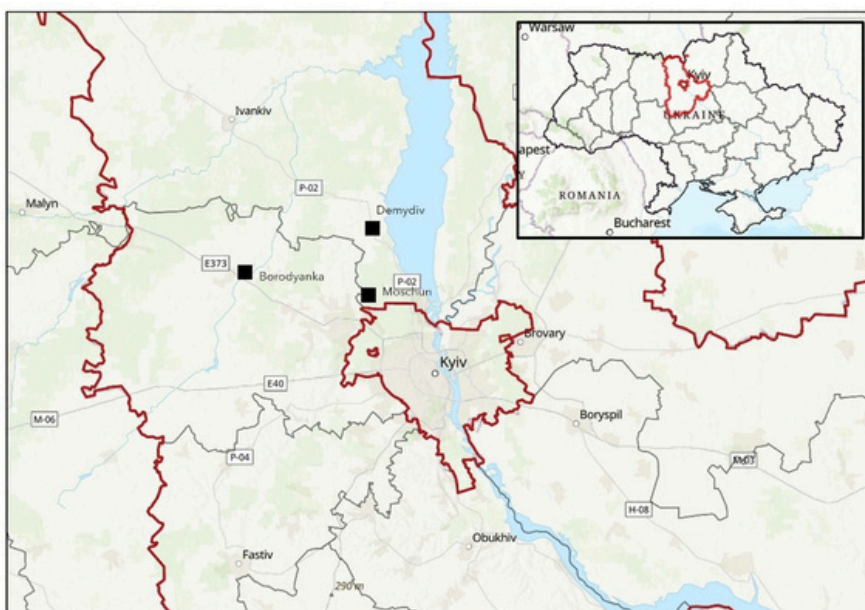 Warsaw
Kyiv
UKRAINE
apest
Y
ROMANIA
Bucharest
Ivankiv
P-02
Malyn
Demydiv
E373
Borodyanka
P-02
Moschun
Brovary
Kyiv
E40
M-06
Boryspil
P-04
M-03
H-08
Obukhiv
Fastiv
290 m